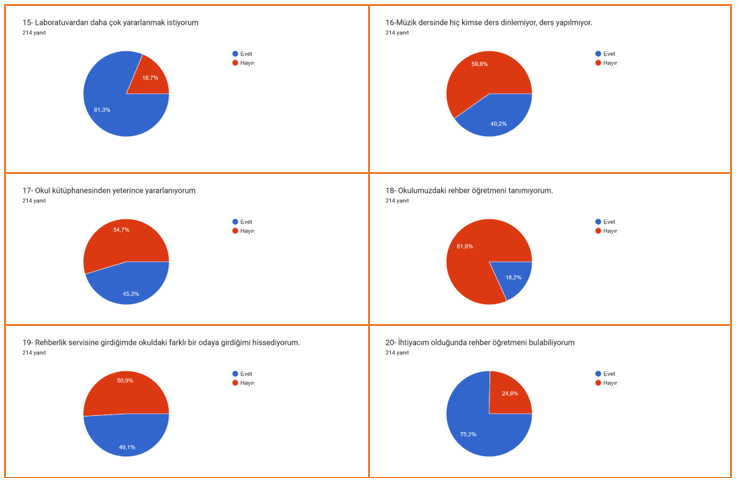 15- Laboratuvardan daha çok yararlanmak istiyorum
214 yanıt
Evet
Hayır
18,7%
81,3%
16-Müzik dersinde hiç kimse ders dinlemiyor, ders yapılmıyor.
214 yanıt
Evet
Hayır
59,8%
40,2%
17- Okul kütüphanesinden yeterince yararlanıyorum
214 yanıt
Evet
Hayır
54,7%
45,3%
18- Okulumuzdaki rehber öğretmeni tanımıyorum.
214 yanıt
Evet
Hayır
81,8%
18,2%
19- Rehberlik servisine girdiğimde okuldaki farklı bir odaya girdiğimi hissediyorum.
214 yanıt
Evet
Hayır
50,9%
49,1%
20- İhtiyacım olduğunda rehber öğretmeni bulabiliyorum
214 yanıt
Evet
Hayır
24,8%
75,2%